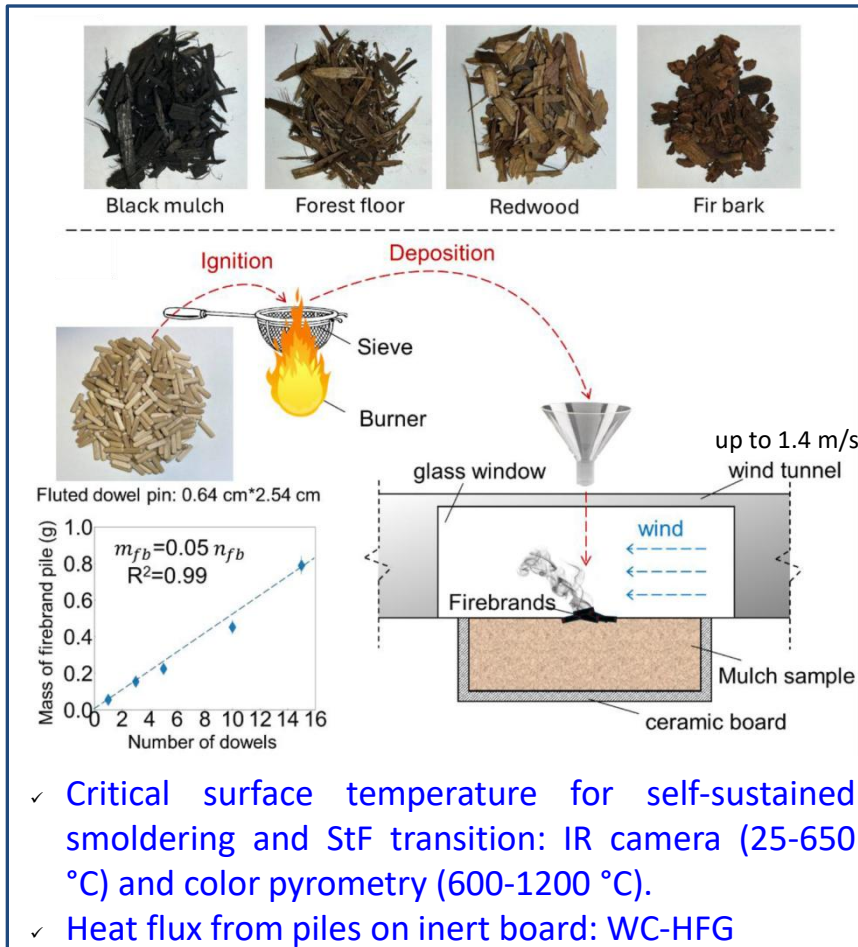 Black mulch
Forest floor
Redwood
Fir bark
Ignition
Deposition
Sieve
Burner
Fluted dowel pin: 0.64 cm*2.54 cm
up to 1.4 m/s
wind tunnel
glass window
wind
Firebrands
Mulch sample
ceramic board
Mass of firebrand pile (g)
1.0
0.8
0.6
0.4
0.2
0.0
m_{fb}=0.05 n_{fb}
R²=0.99
0 2 4 6 8 10 12 14 16
Number of dowels
✓ Critical surface temperature for self-sustained
smoldering and StF transition: IR camera (25-650
°C) and color pyrometry (600-1200 °C).
✓ Heat flux from piles on inert board: WC-HFG